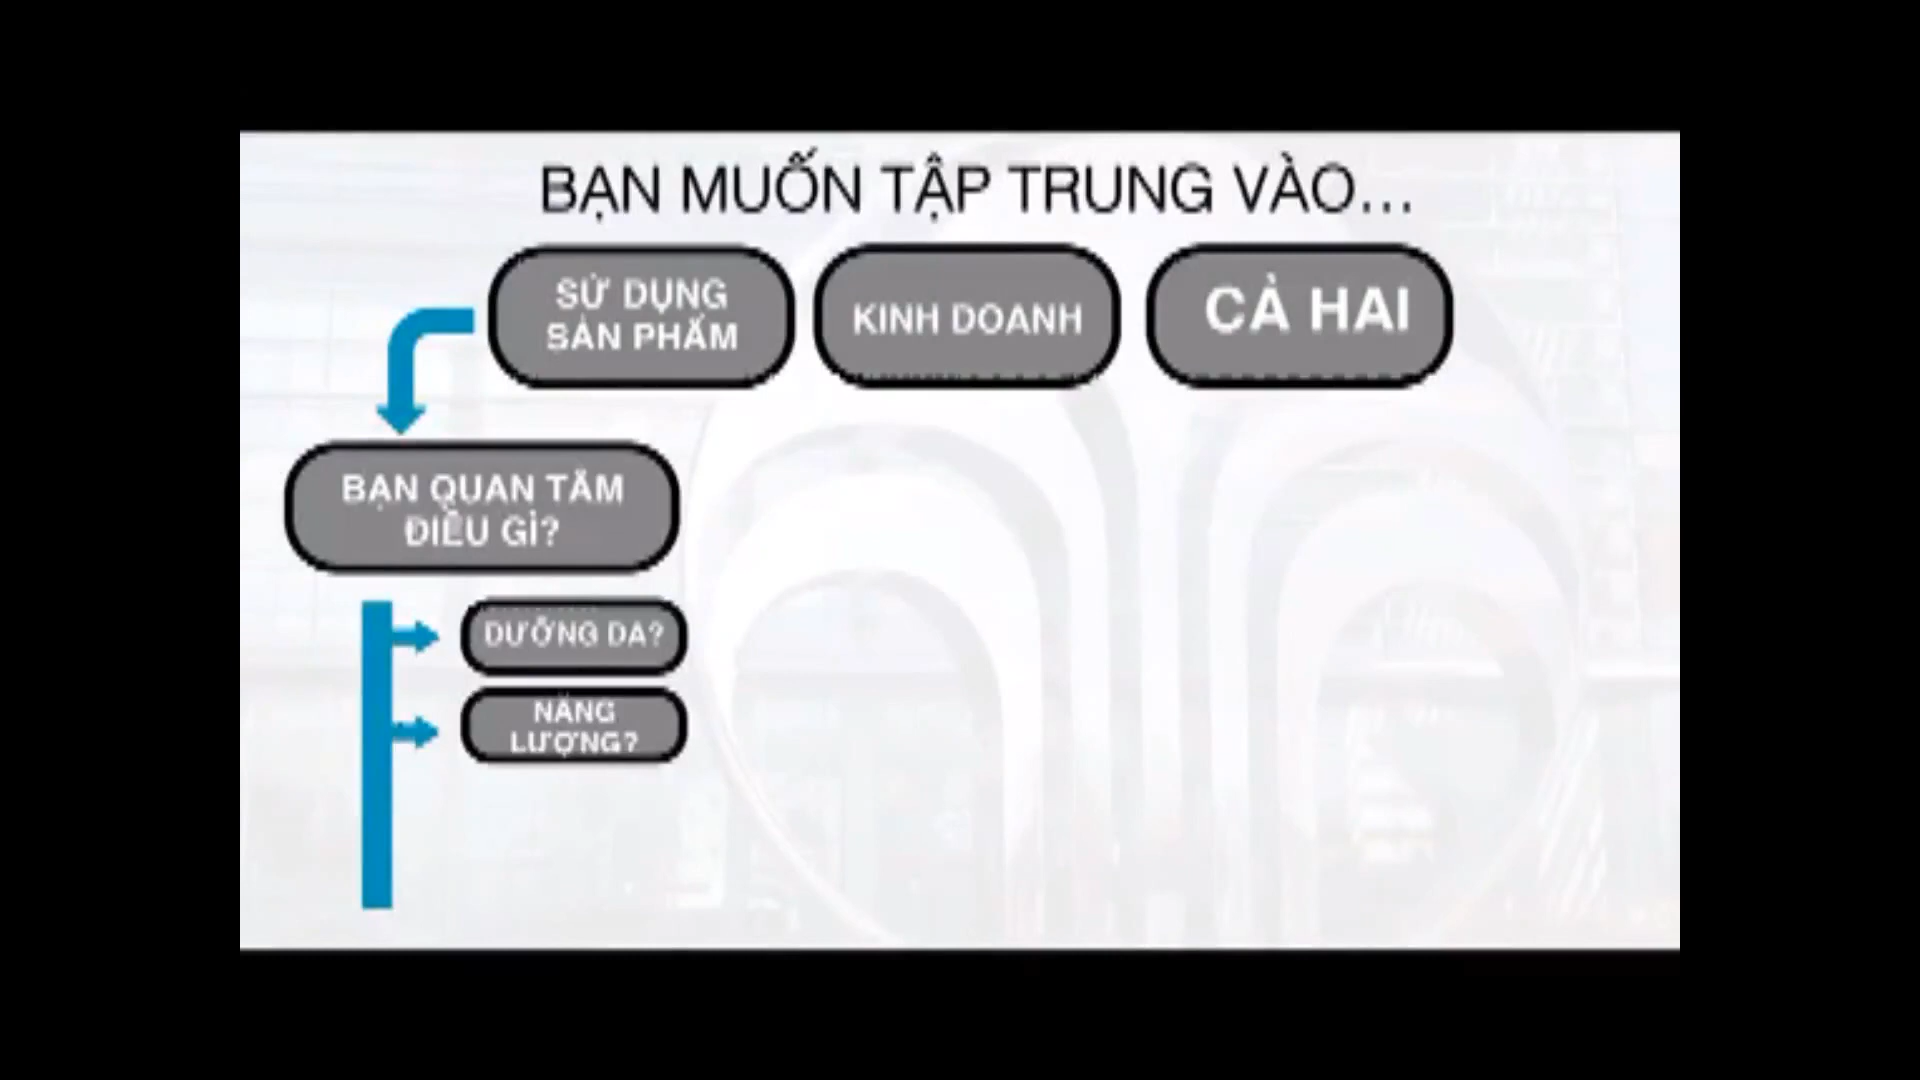 BẠN MUỐN TẬP TRUNG VÀO...
SỬ DỤNG
SẢN PHẨM
KINH DOANH
CẢ HAI
BẠN QUAN TÂM
ĐIỀU GÌ?
DƯỠNG DA?
NĂNG
LƯỢNG?